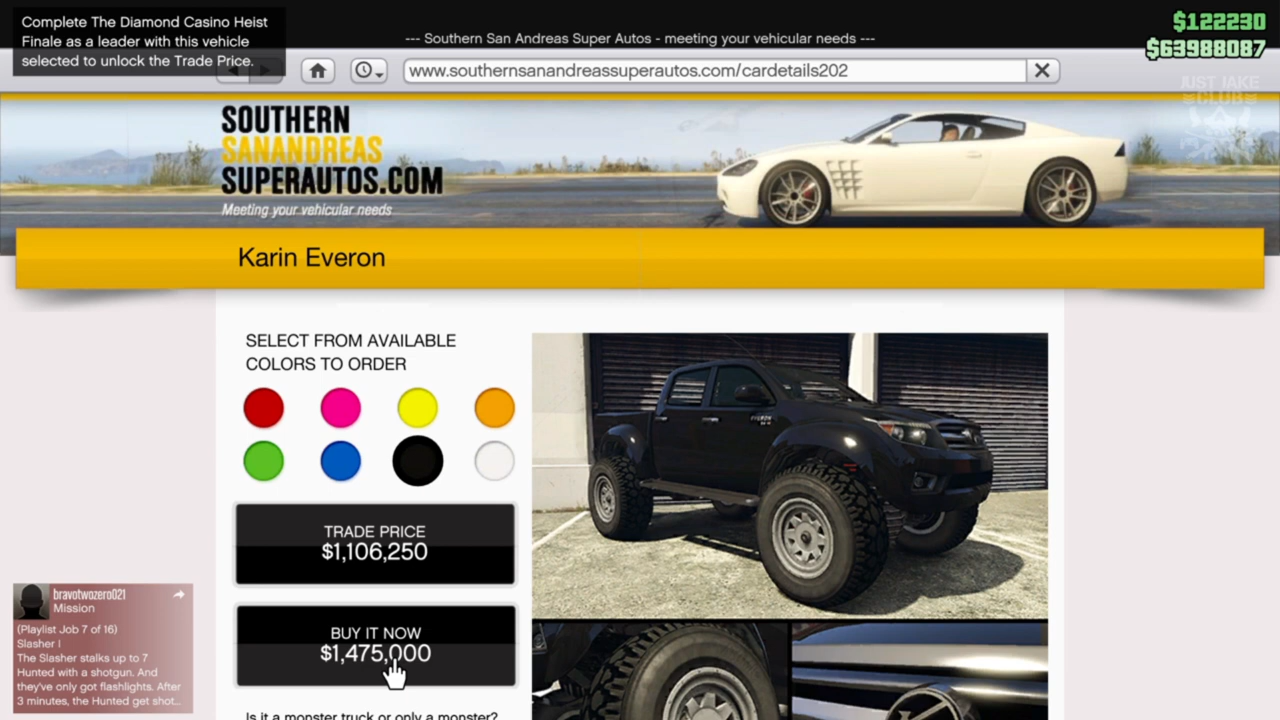 Complete The Diamond Casino Heist
Finale as a leader with this vehicle
selected to unlock the Trade Price.
--- Southern San Andreas Super Autos - meeting your vehicular needs ---
$122230
$63988087
www.southernsanandreassuperautos.com/cardetails202
JUST JAKE
CLUB
SOUTHERN
SANANDREAS
SUPERAUTOS.COM
Meeting your vehicular needs
Karin Everon
SELECT FROM AVAILABLE
COLORS TO ORDER
TRADE PRICE
$1,106,250
BUY IT NOW
$1,475,000
Is it a monster truck or only a monster?
bravotwozero021
Mission
(Playlist Job 7 of 16)
Slasher I
The Slasher stalks up to 7
Hunted with a shotgun. And
they've only got flashlights. After
3 minutes, the Hunted get shot...